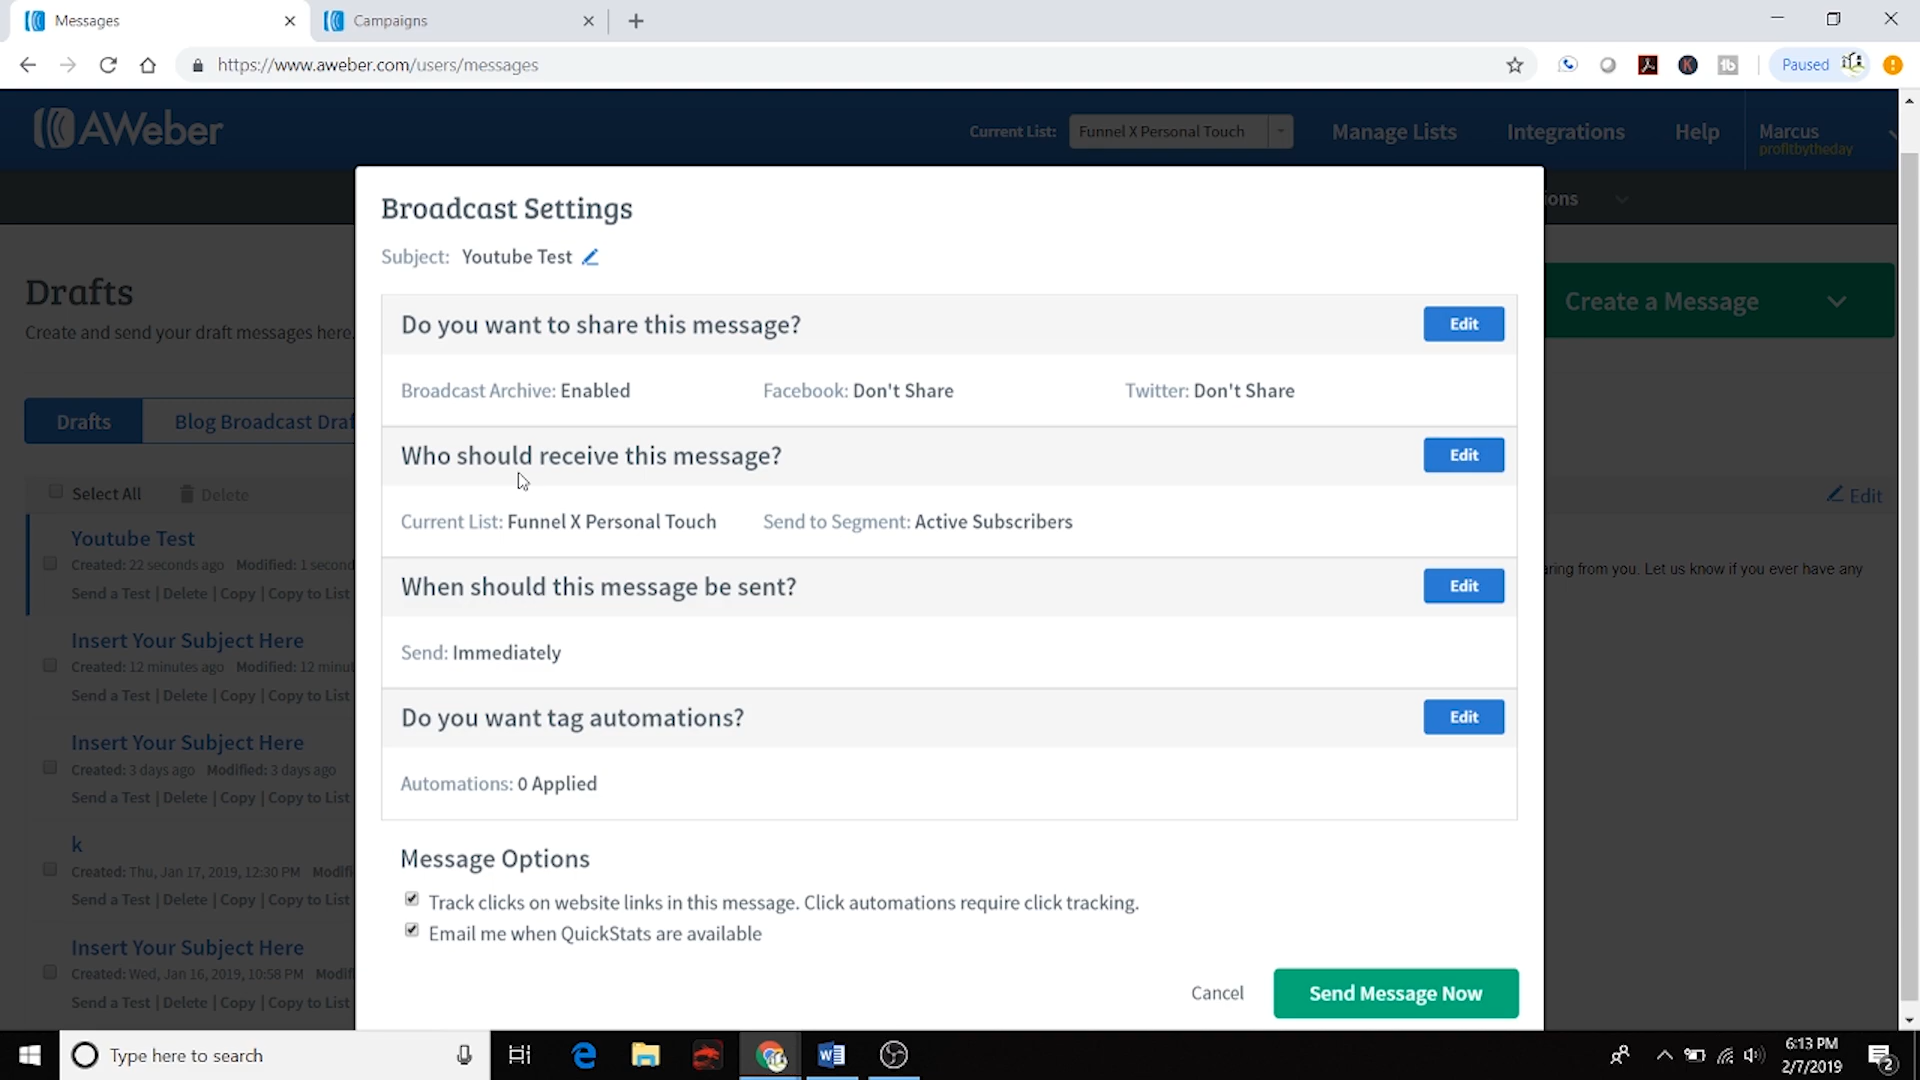 Messages
Campaigns
https://www.aweber.com/users/messages
Paused
AWeber
Current List: Funnel X Personal Touch
Manage Lists
Integrations
Help
Marcus
profitbytheday
ions
Drafts
Create and send your draft messages here.
Create a Message
Drafts
Blog Broadcast Draf
Select All
Delete
Edit
Youtube Test
Created: 22 seconds ago Modified: 1 second
Send a Test | Delete | Copy | Copy to List
aring from you. Let us know if you ever have any
Insert Your Subject Here
Created: 12 minutes ago Modified: 12 minut
Send a Test | Delete | Copy | Copy to List
Insert Your Subject Here
Created: 3 days ago Modified: 3 days ago
Send a Test | Delete | Copy | Copy to List
k
Created: Thu, Jan 17, 2019, 12:30 PM Modifi
Send a Test | Delete | Copy | Copy to List
Insert Your Subject Here
Created: Wed, Jan 16, 2019, 10:58 PM Modif
Send a Test | Delete | Copy | Copy to List
Broadcast Settings
Subject: Youtube Test
Do you want to share this message?
Edit
Broadcast Archive: Enabled
Facebook: Don't Share
Twitter: Don't Share
Who should receive this message?
Edit
Current List: Funnel X Personal Touch
Send to Segment: Active Subscribers
When should this message be sent?
Edit
Send: Immediately
Do you want tag automations?
Edit
Automations: 0 Applied
Message Options
Track clicks on website links in this message. Click automations require click tracking.
Email me when QuickStats are available
Cancel
Send Message Now
Type here to search
6:13 PM
2/7/2019
2